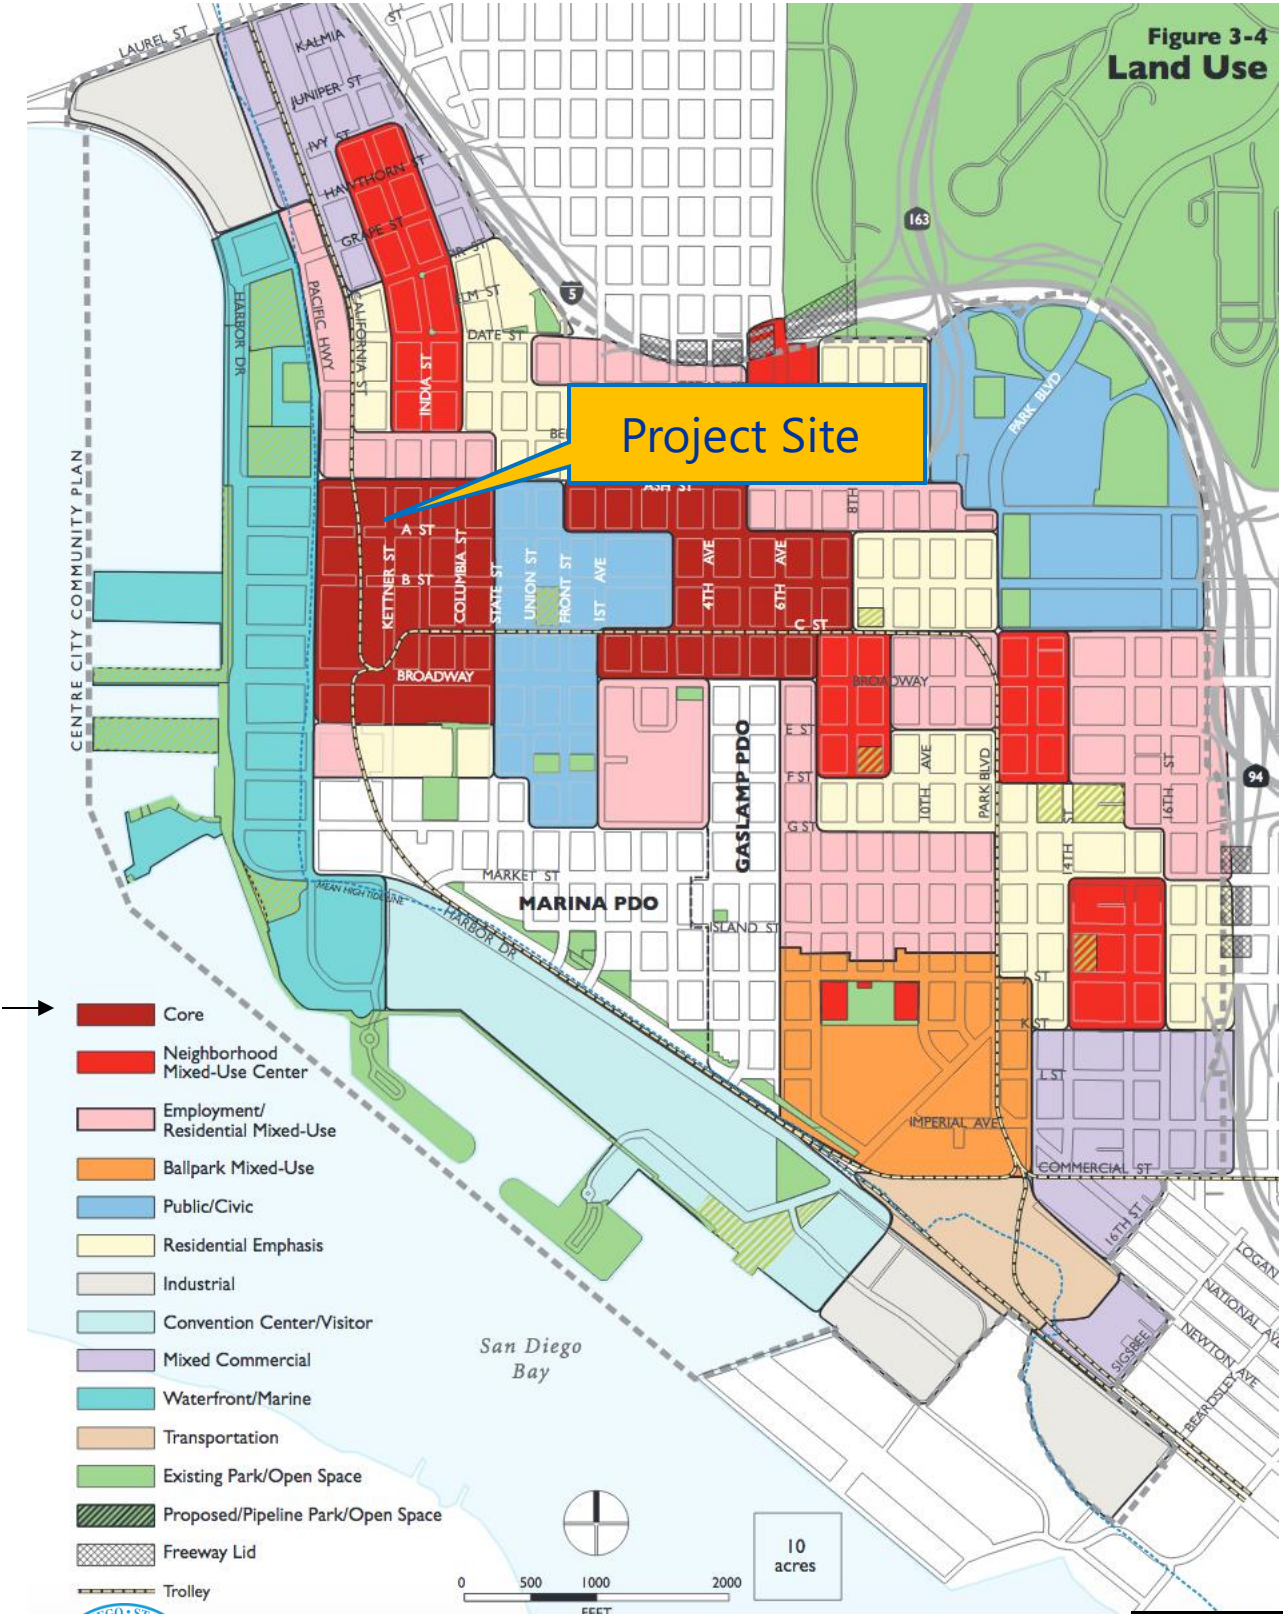 Figure 3-4
Land Use
LAUREL ST
ST
KALMIA
JUNIPER ST
IVY ST
HAWTHORN ST
GRAPE ST
163
5
ELM ST
DATE ST
HARBOR DR
PACIFIC HWY
CALIFORNIA ST
INDIA ST
PARK BLVD
Project Site
ASH ST
8TH
A ST
B ST
KETTNER ST
COLUMBIA ST
STATE ST
UNION ST
FRONT ST
1ST AVE
4TH AVE
6TH AVE
C ST
BROADWAY
BROADWAY
CENTRE CITY COMMUNITY PLAN
E ST
F ST
G ST
GASLAMP PDO
10TH AVE
PARK BLVD
14TH ST
16TH ST
94
MARKET ST
MEAN HIGH TIDE LINE
MARINA PDO
HARBOR DR
ISLAND ST
J ST
K ST
L ST
IMPERIAL AVE
COMMERCIAL ST
16TH ST
LOGAN
NATIONAL AVE
NEWTON AVE
SIGSBEE
BEARDSLEY
San Diego
Bay
Core
Neighborhood
Mixed-Use Center
Employment/
Residential Mixed-Use
Ballpark Mixed-Use
Public/Civic
Residential Emphasis
Industrial
Convention Center/Visitor
Mixed Commercial
Waterfront/Marine
Transportation
Existing Park/Open Space
Proposed/Pipeline Park/Open Space
Freeway Lid
Trolley
10
acres
0 500 1000 2000
FEET